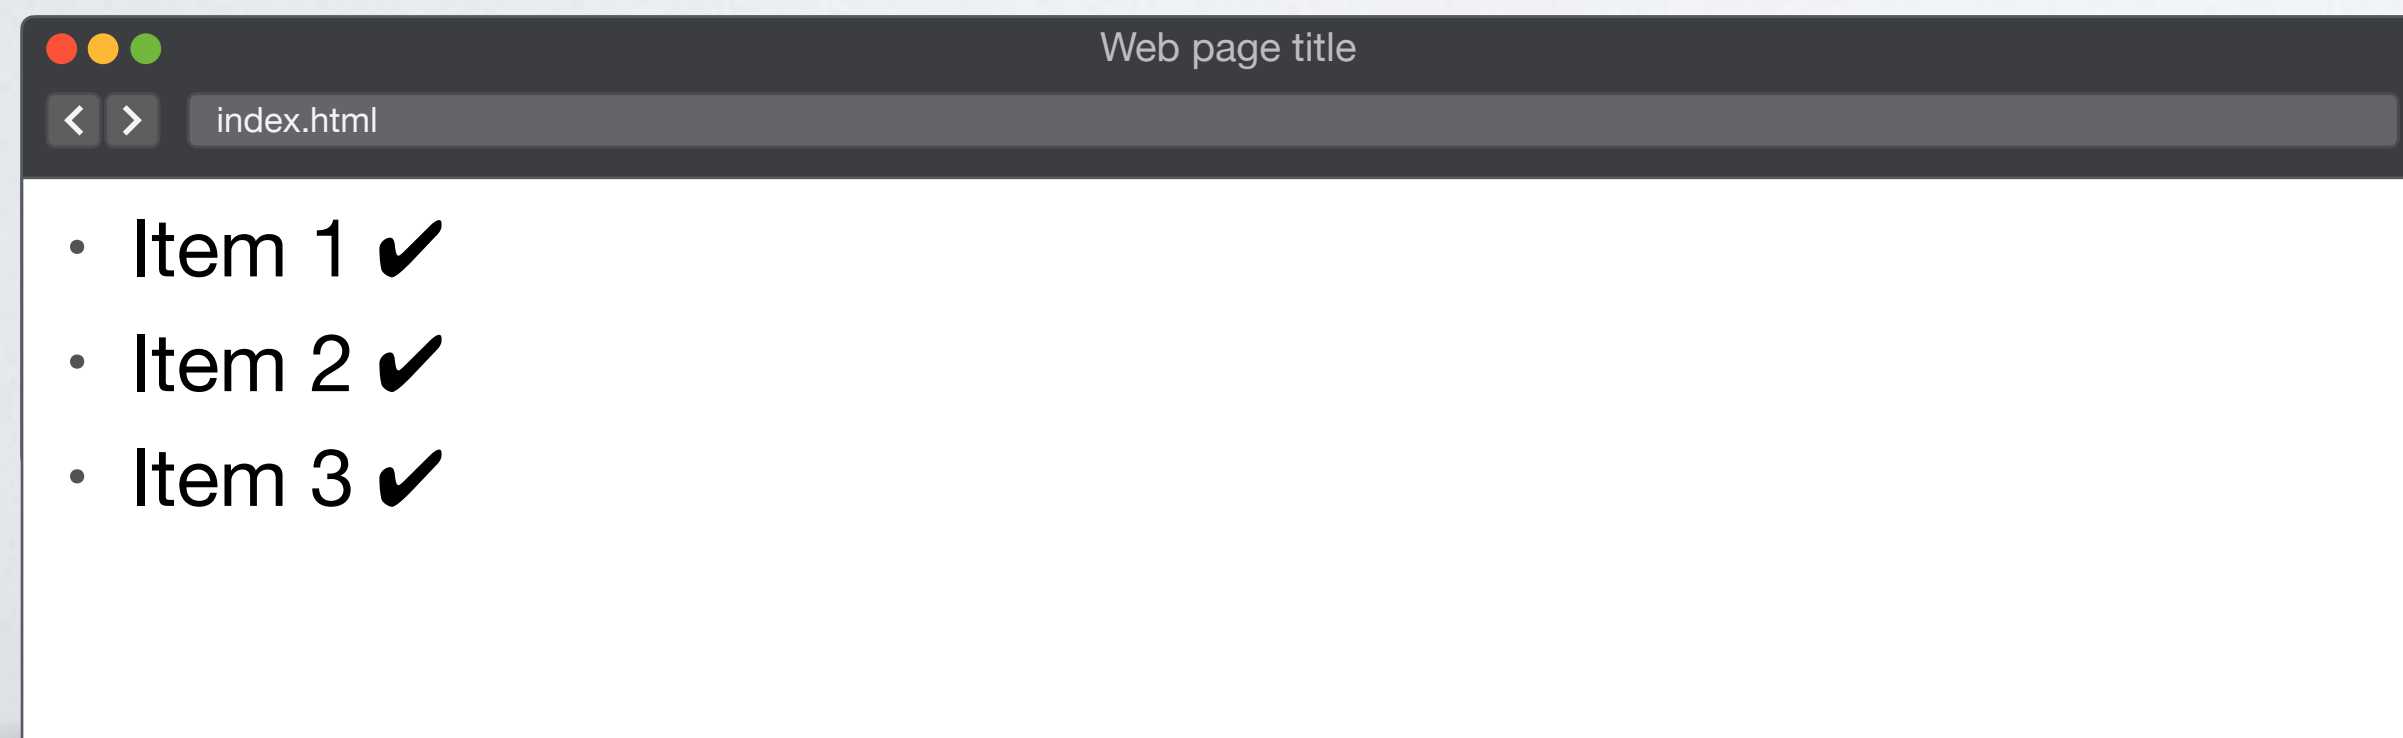 Web page title
index.html
• Item 1 ✔
• Item 2 ✔
• Item 3 ✔